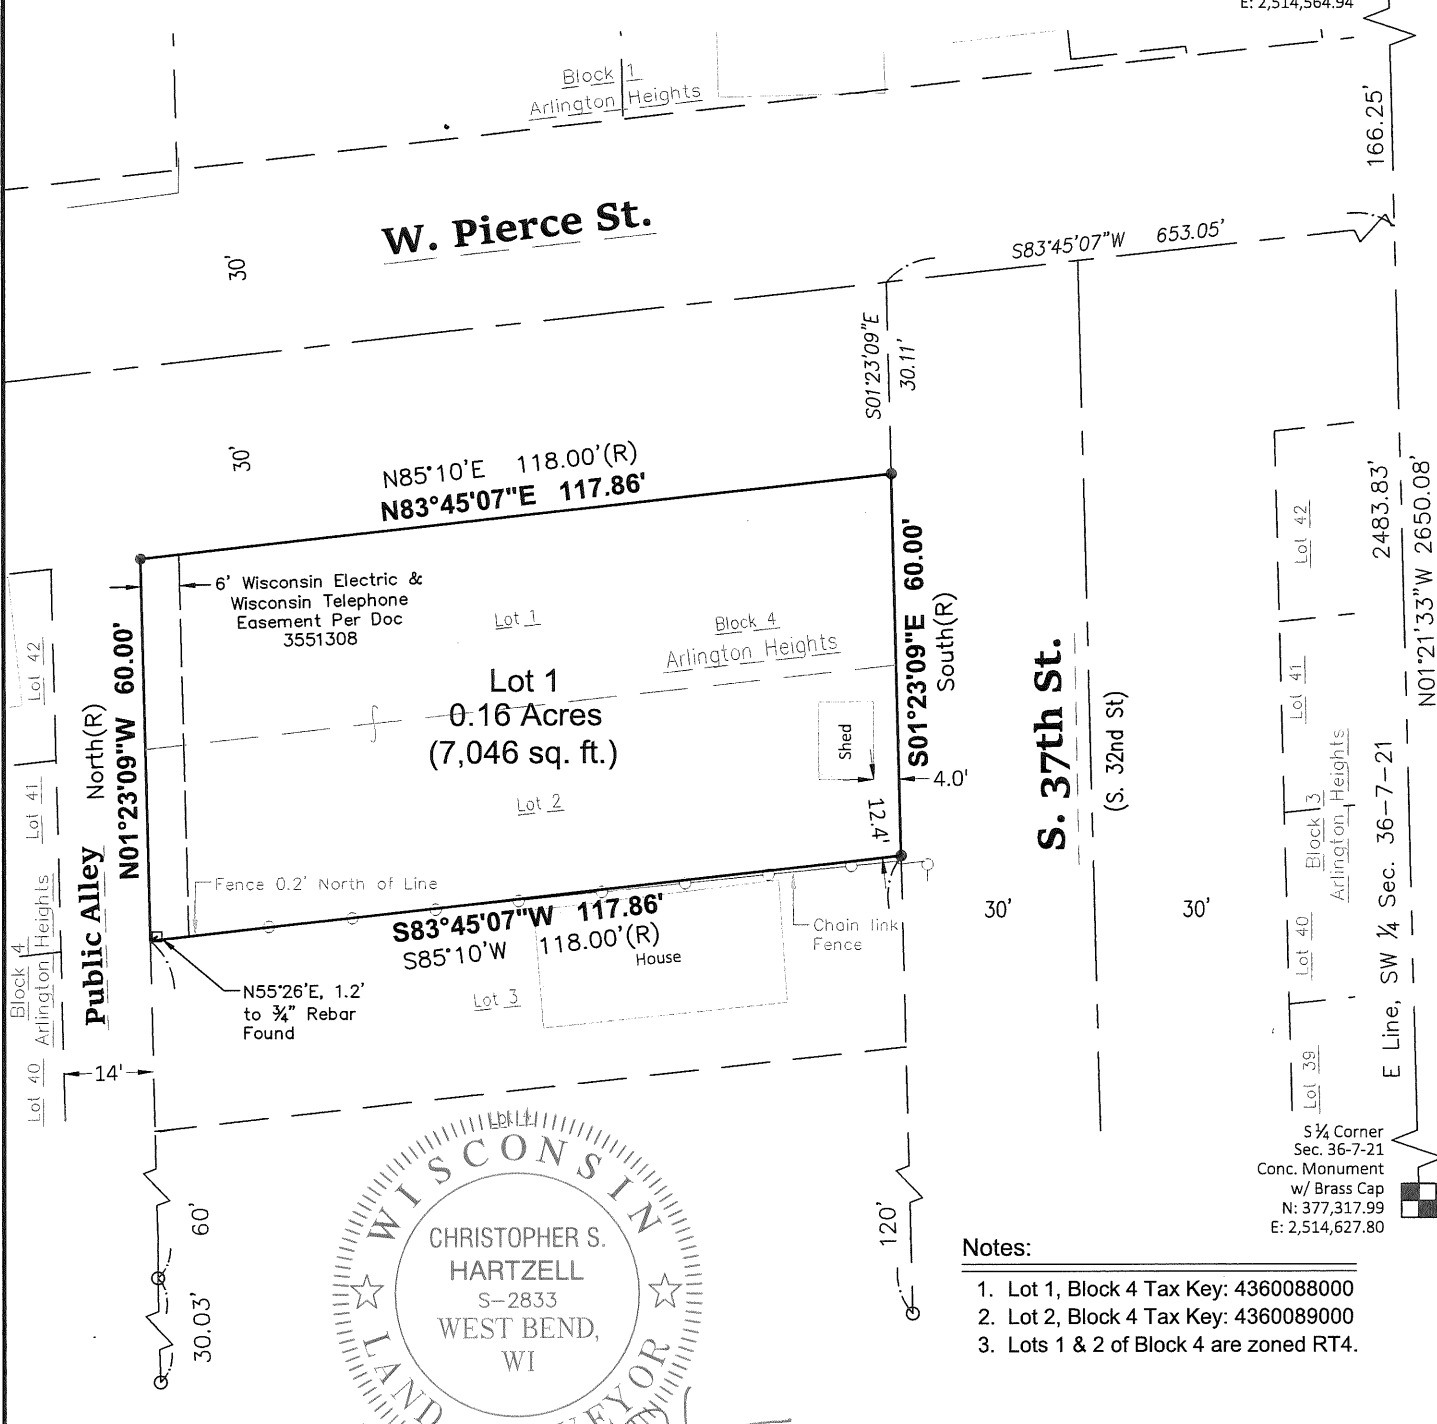 E: 2,514,564.94
Block 1
Arlington Heights
166.25'
W. Pierce St.
S83°45'07"W 653.05'
30'
S01°23'09"E
30.11'
30'
N85°10'E 118.00'(R)
N83°45'07"E 117.86'
6' Wisconsin Electric &
Wisconsin Telephone
Easement Per Doc
3551308
Lot 1
Block 4
Arlington Heights
Lot 1
0.16 Acres
(7,046 sq. ft.)
Lot 2
Shed
4.0'
12.4'
N01°23'09"W 60.00'
North(R)
Public Alley
S01°23'09"E 60.00'
South(R)
S. 37th St.
(S. 32nd St)
Lot 42
Lot 41
Block 4
Arlington Heights
Lot 40
14'
Lot 42
Lot 41
Block 3
Arlington Heights
Lot 40
Lot 39
2483.83'
N01°21'33"W 2650.08'
E Line, SW ¼ Sec. 36-7-21
Fence 0.2' North of Line
S83°45'07"W 117.86'
S85°10'W 118.00'(R)
House
Chain link
Fence
30'
30'
N55°26'E, 1.2'
to ¾" Rebar
Found
Lot 3
Lot 4
S ¼ Corner
Sec. 36-7-21
Conc. Monument
w/ Brass Cap
N: 377,317.99
E: 2,514,627.80
60'
30.03'
120'
WISCONSIN
CHRISTOPHER S.
HARTZELL
S-2833
WEST BEND,
WI
LAND
Notes:
1. Lot 1, Block 4 Tax Key: 4360088000
2. Lot 2, Block 4 Tax Key: 4360089000
3. Lots 1 & 2 of Block 4 are zoned RT4.